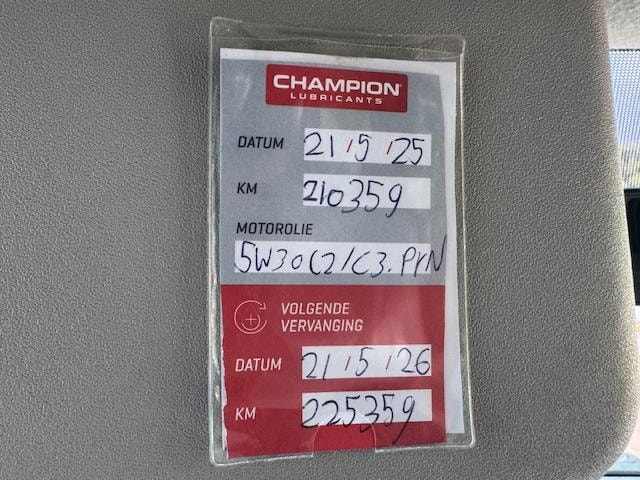 CHAMPION
LUBRICANTS
DATUM 21/5/25
KM 210359
MOTOROLIE
5W30 C2/C3. PrN
VOLGENDE
VERVANGING
DATUM 21/5/26
KM 225359